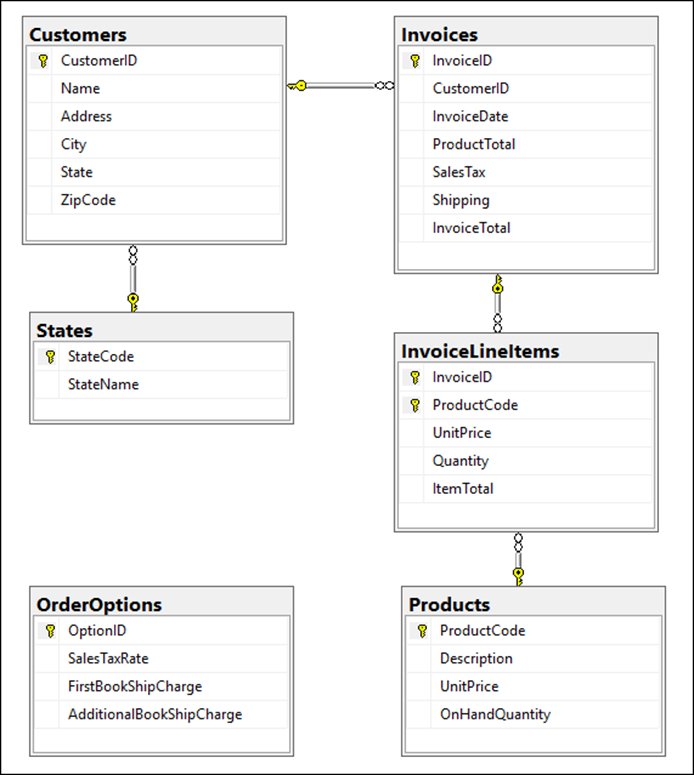 Customers
CustomerID
Name
Address
City
State
ZipCode
Invoices
InvoiceID
CustomerID
InvoiceDate
ProductTotal
SalesTax
Shipping
InvoiceTotal
States
StateCode
StateName
InvoiceLineItems
InvoiceID
ProductCode
UnitPrice
Quantity
ItemTotal
OrderOptions
OptionID
SalesTaxRate
FirstBookShipCharge
AdditionalBookShipCharge
Products
ProductCode
Description
UnitPrice
OnHandQuantity